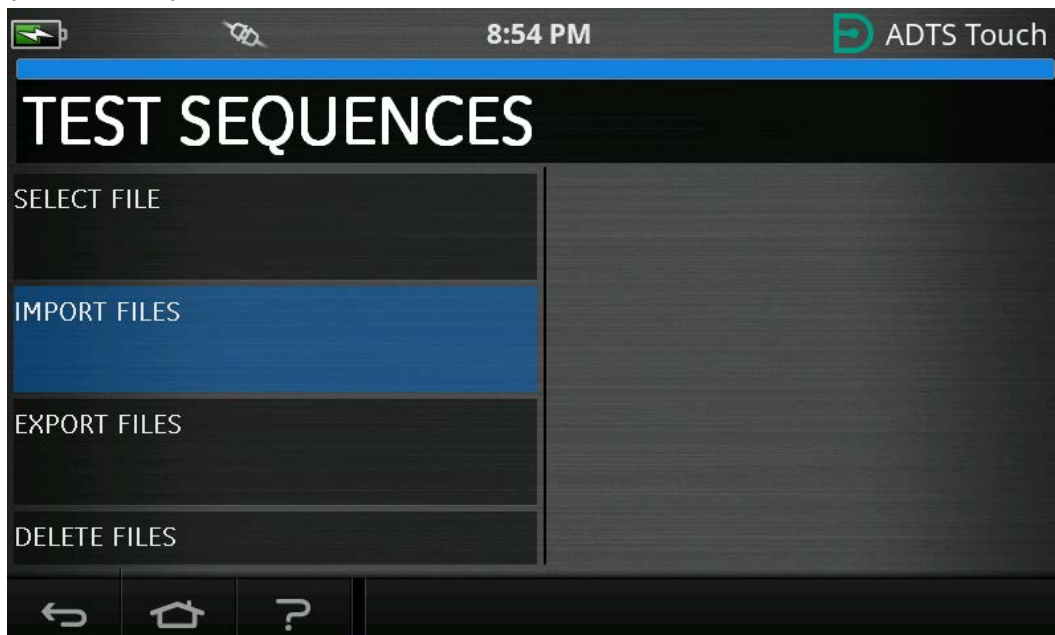 8:54 PM
ADTS Touch
TEST SEQUENCES
SELECT FILE
IMPORT FILES
EXPORT FILES
DELETE FILES
?